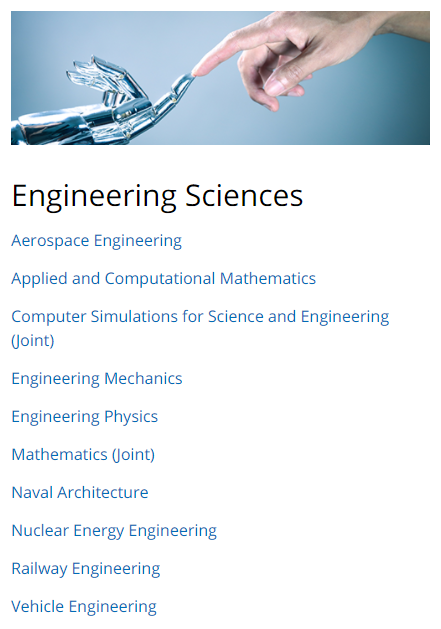 Engineering Sciences
Aerospace Engineering
Applied and Computational Mathematics
Computer Simulations for Science and Engineering
(Joint)
Engineering Mechanics
Engineering Physics
Mathematics (Joint)
Naval Architecture
Nuclear Energy Engineering
Railway Engineering
Vehicle Engineering